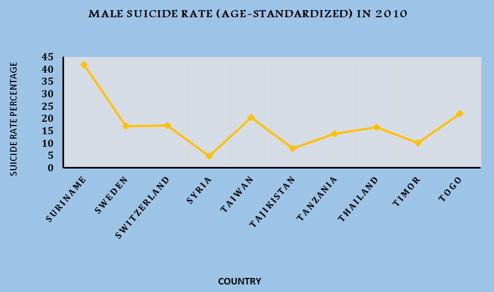 MALE SUICIDE RATE (AGE-STANDARDIZED) IN 2010
SUICIDE RATE PERCENTAGE
45
40
35
30
25
20
15
10
5
0
SURINAME
SWEDEN
SWITZERLAND
SYRIA
TAIWAN
TAJIKISTAN
TANZANIA
THAILAND
TIMOR
TOGO
COUNTRY